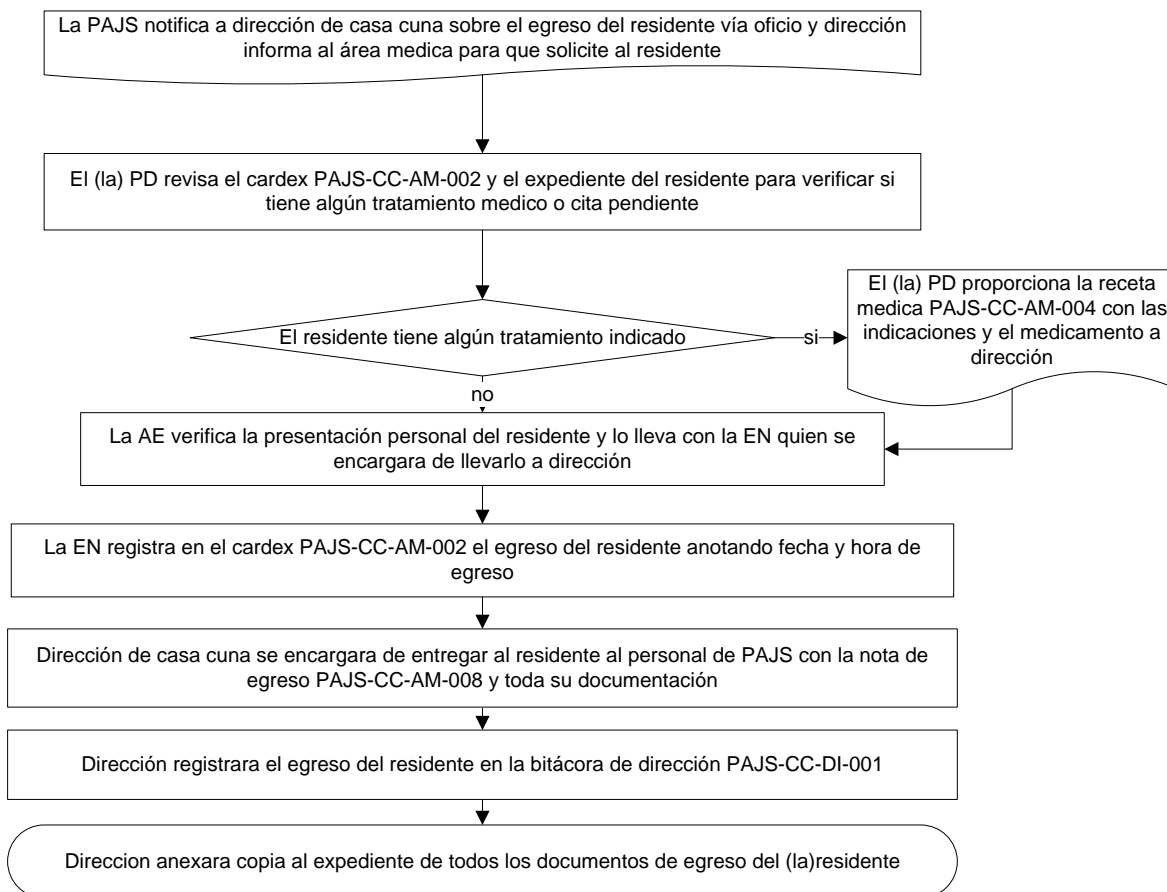 La PAJS notifica a dirección de casa cuna sobre el egreso del residente vía oficio y dirección
informa al área medica para que solicite al residente
El (la) PD revisa el cardex PAJS-CC-AM-002 y el expediente del residente para verificar si
tiene algún tratamiento medico o cita pendiente
El residente tiene algún tratamiento indicado
si
El (la) PD proporciona la receta
medica PAJS-CC-AM-004 con las
indicaciones y el medicamento a
dirección
no
La AE verifica la presentación personal del residente y lo lleva con la EN quien se
encargara de llevarlo a dirección
La EN registra en el cardex PAJS-CC-AM-002 el egreso del residente anotando fecha y hora de
egreso
Dirección de casa cuna se encargara de entregar al residente al personal de PAJS con la nota de
egreso PAJS-CC-AM-008 y toda su documentación
Dirección registrara el egreso del residente en la bitácora de dirección PAJS-CC-DI-001
Direccion anexara copia al expediente de todos los documentos de egreso del (la)residente